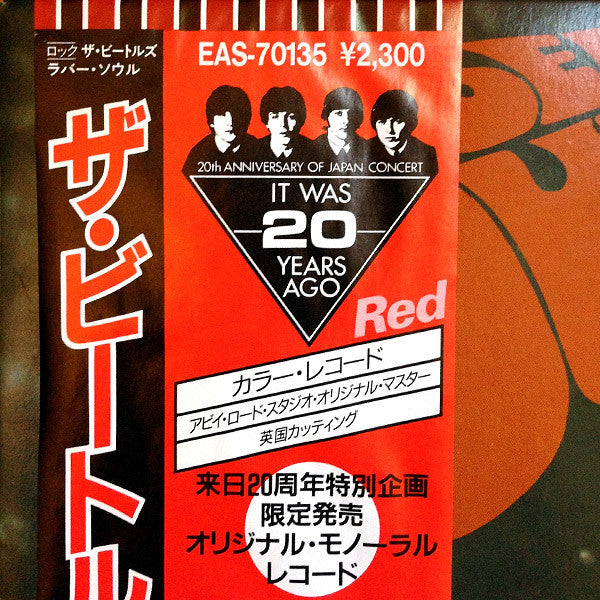 ロック ザ・ビートルズ
ラバー・ソウル
ザ・ビートル
EAS-70135 ¥2,300
20th ANNIVERSARY OF JAPAN CONCERT
IT WAS
20
YEARS
AGO
Red
カラー・レコード
アビイ・ロード・スタジオ・オリジナル・マスター
英国カッティング
来日20周年特別企画
限定発売
オリジナル・モノーラル
レコード